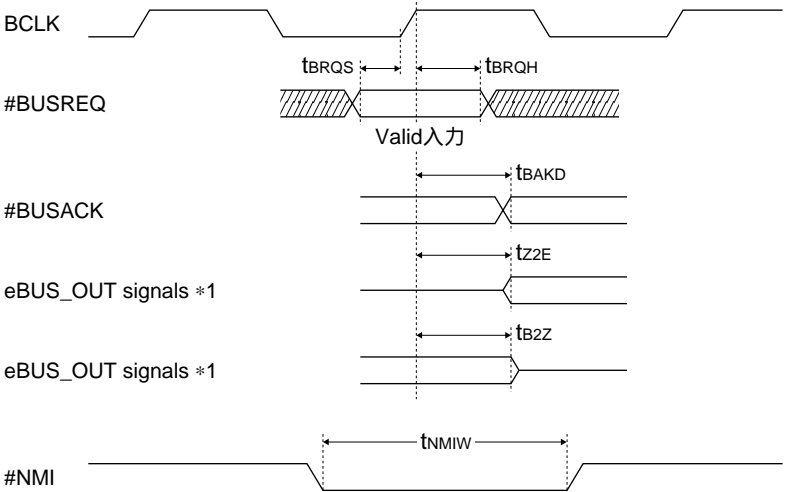 BCLK
tBRQS
tBRQH
#BUSREQ
Valid入力
tBAKD
#BUSACK
tZ2E
eBUS_OUT signals *1
tB2Z
eBUS_OUT signals *1
tNMIW
#NMI